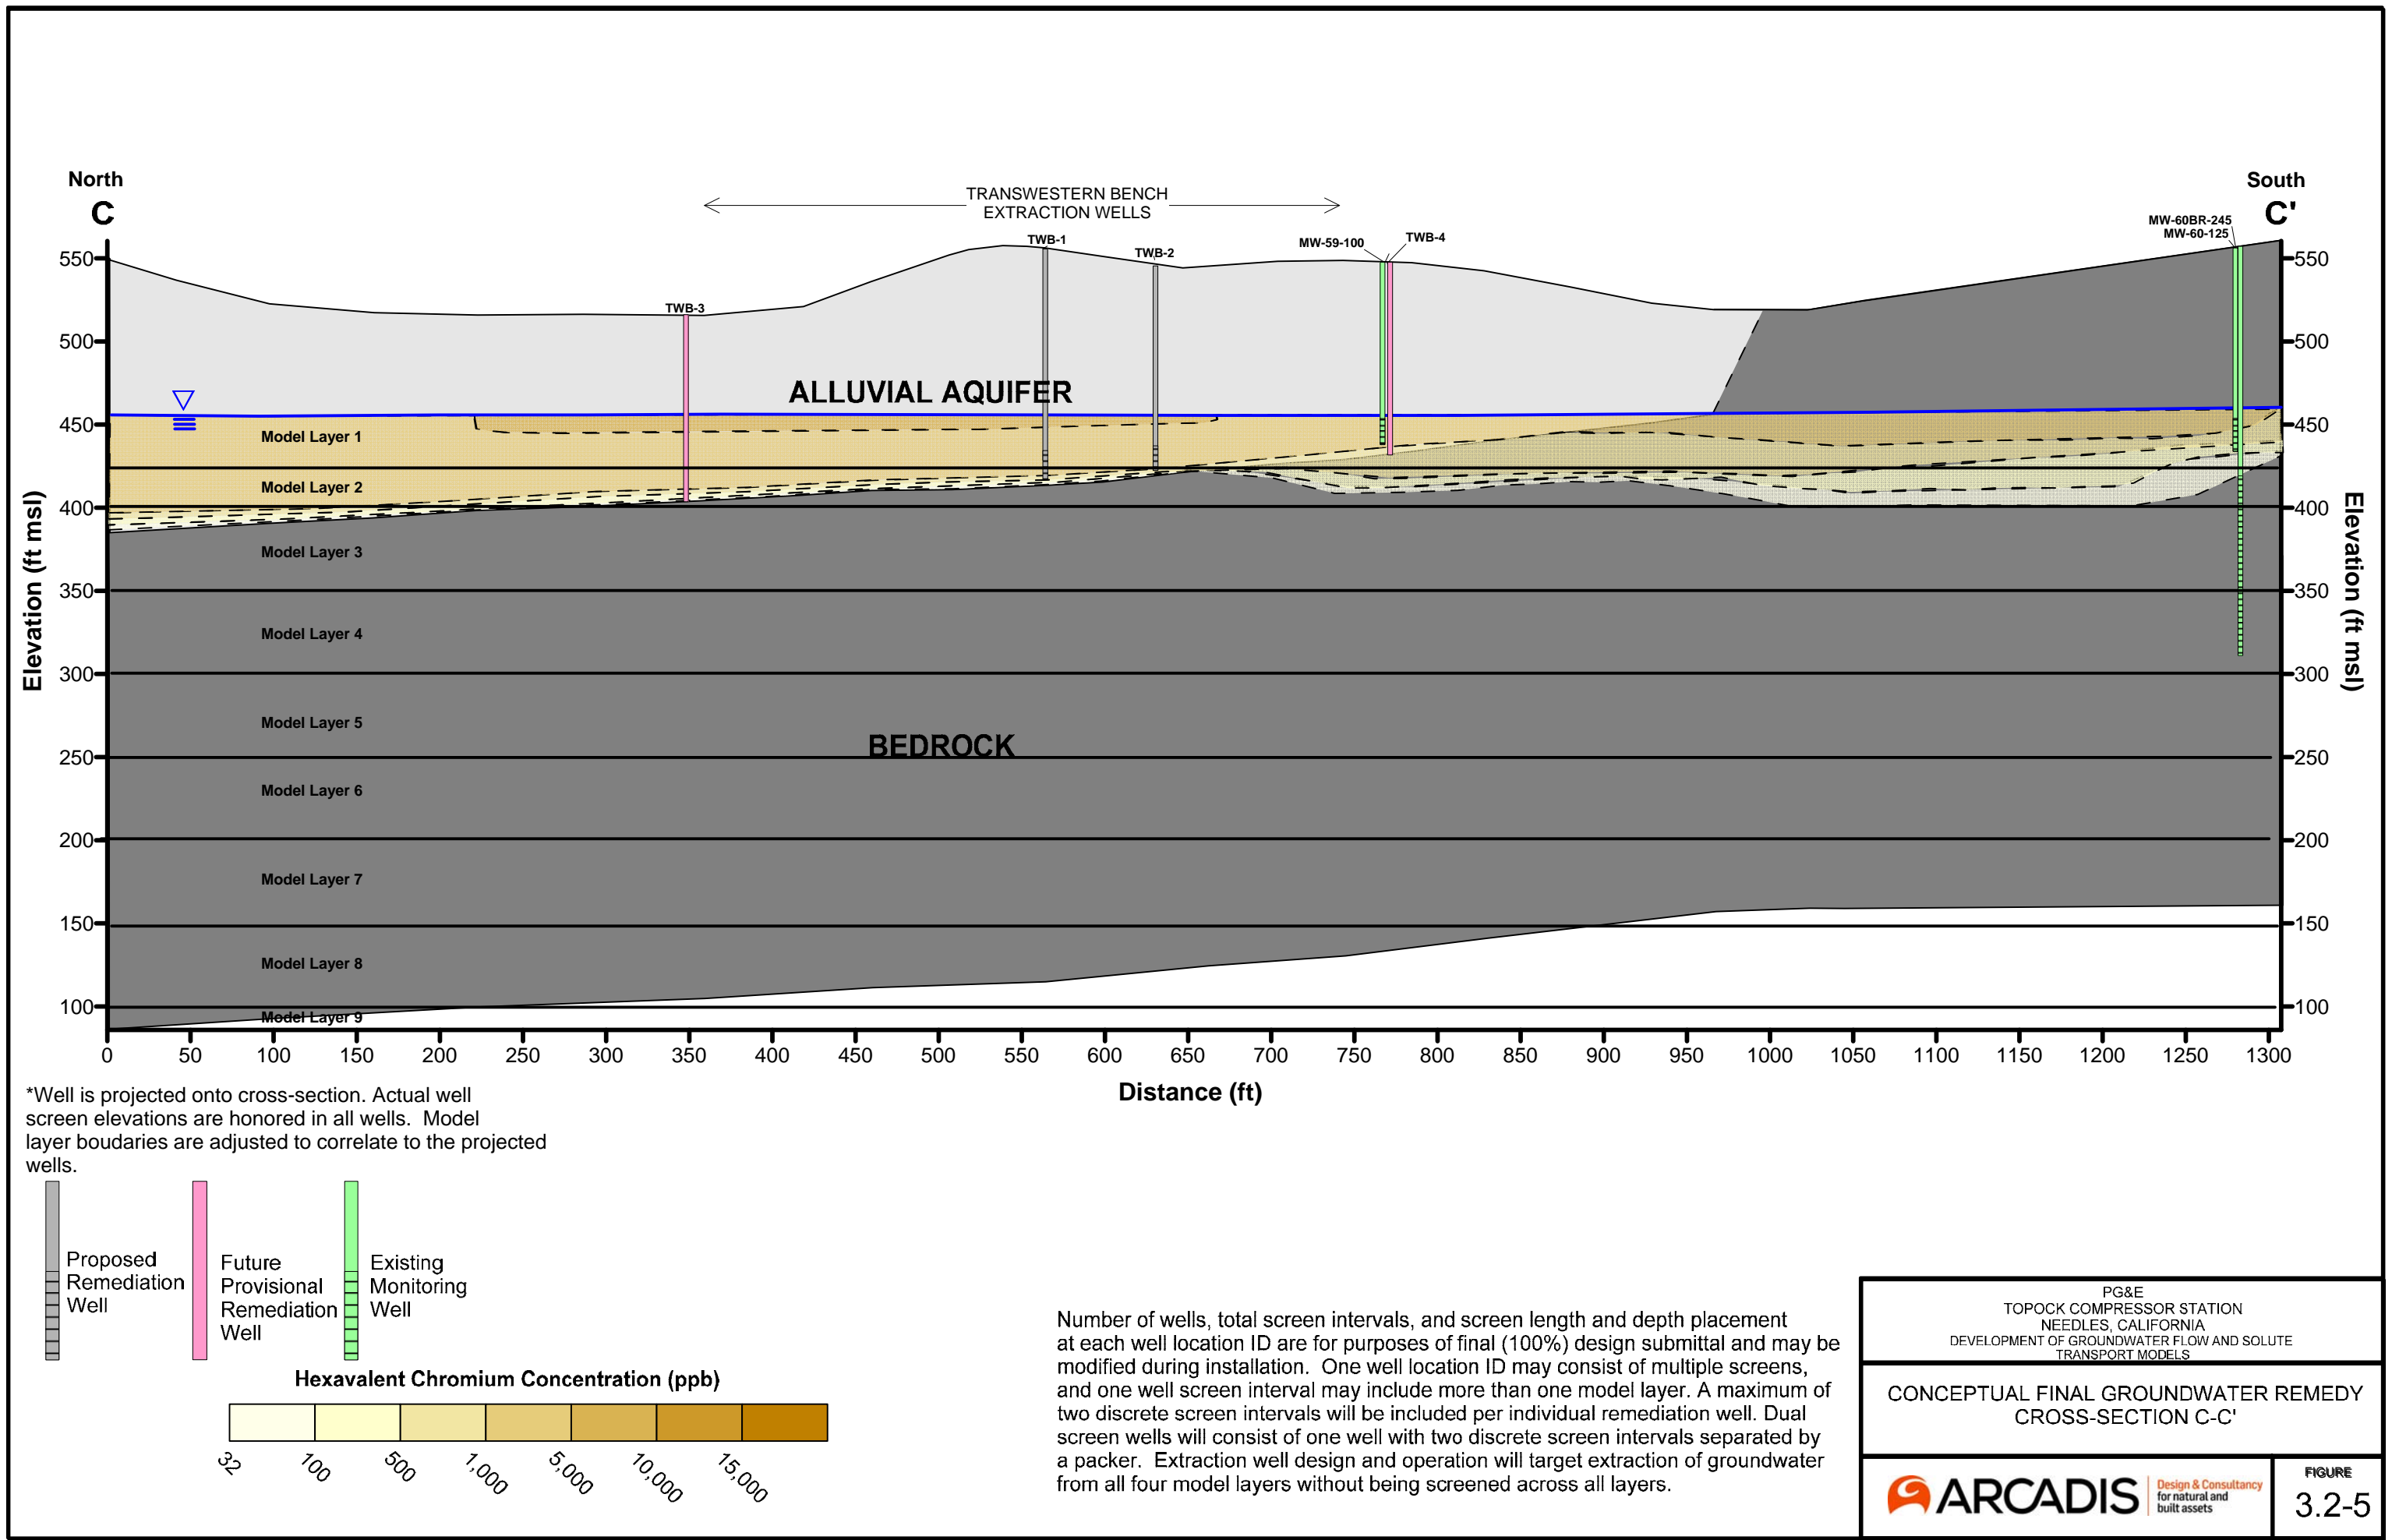 North
C
South
C'
TRANSWESTERN BENCH
EXTRACTION WELLS
MW-60BR-245
MW-60-125
TWB-1
TWB-2
MW-59-100
TWB-4
TWB-3
550
500
450
400
350
300
250
200
150
100
Elevation (ft msl)
ALLUVIAL AQUIFER
Model Layer 1
Model Layer 2
Model Layer 3
Model Layer 4
Model Layer 5
BEDROCK
Model Layer 6
Model Layer 7
Model Layer 8
Model Layer 9
550
500
450
400
350
300
250
200
150
100
Elevation (ft msl)
0 50 100 150 200 250 300 350 400 450 500 550 600 650 700 750 800 850 900 950 1000 1050 1100 1150 1200 1250 1300
Distance (ft)
*Well is projected onto cross-section. Actual well
screen elevations are honored in all wells. Model
layer boudaries are adjusted to correlate to the projected
wells.
Proposed
Remediation
Well
Future
Provisional
Remediation
Well
Existing
Monitoring
Well
Hexavalent Chromium Concentration (ppb)
32 100 500 1,000 5,000 10,000 15,000
Number of wells, total screen intervals, and screen length and depth placement
at each well location ID are for purposes of final (100%) design submittal and may be
modified during installation. One well location ID may consist of multiple screens,
and one well screen interval may include more than one model layer. A maximum of
two discrete screen intervals will be included per individual remediation well. Dual
screen wells will consist of one well with two discrete screen intervals separated by
a packer. Extraction well design and operation will target extraction of groundwater
from all four model layers without being screened across all layers.
PG&E
TOPOCK COMPRESSOR STATION
NEEDLES, CALIFORNIA
DEVELOPMENT OF GROUNDWATER FLOW AND SOLUTE
TRANSPORT MODELS
CONCEPTUAL FINAL GROUNDWATER REMEDY
CROSS-SECTION C-C'
ARCADIS
Design & Consultancy
for natural and
built assets
FIGURE
3.2-5